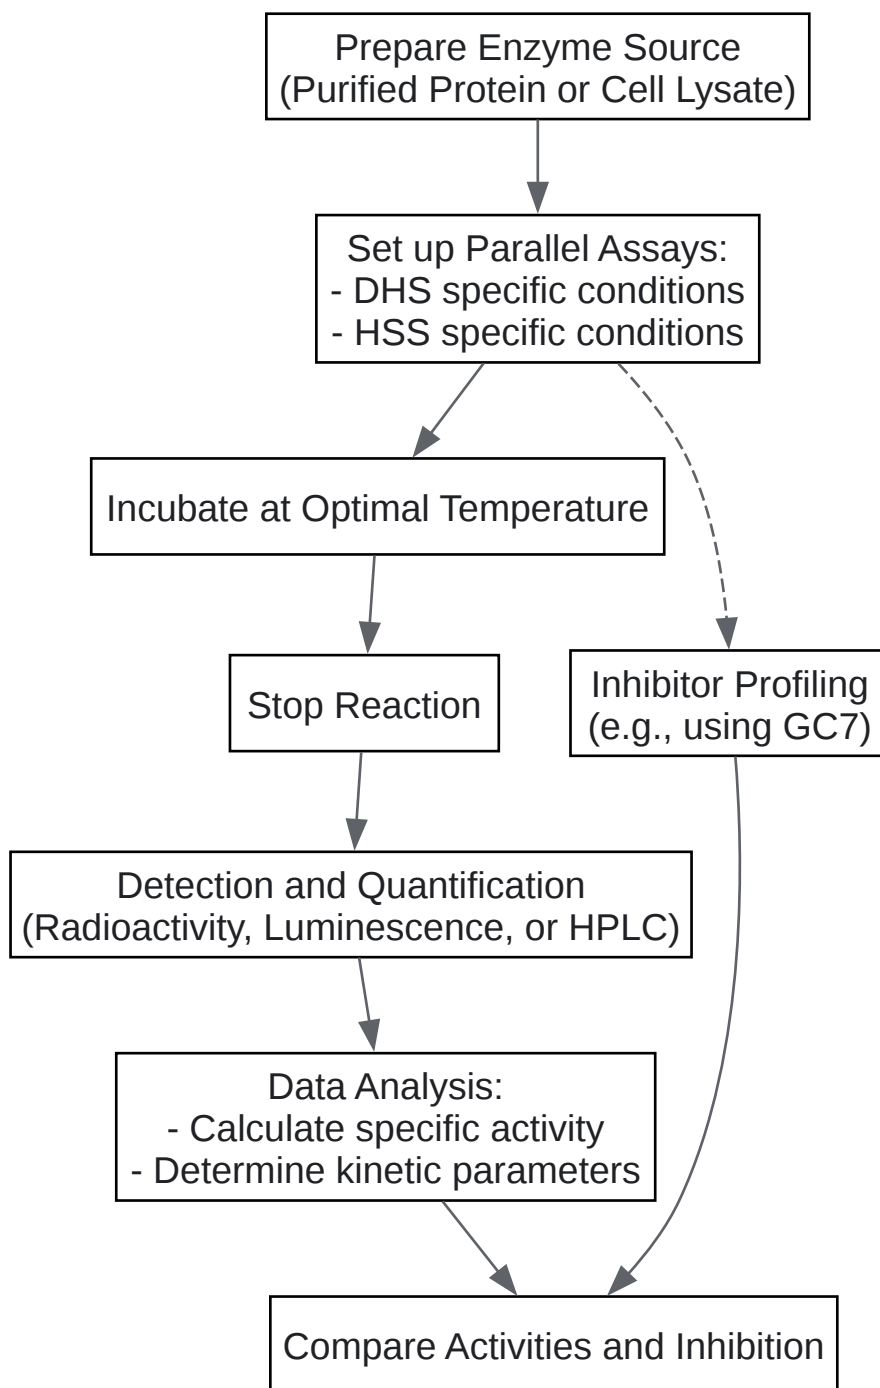 Prepare Enzyme Source
(Purified Protein or Cell Lysate)
Set up Parallel Assays:
- DHS specific conditions
- HSS specific conditions
Incubate at Optimal Temperature
Stop Reaction
Inhibitor Profiling
(e.g., using GC7)
Detection and Quantification
(Radioactivity, Luminescence, or HPLC)
Data Analysis:
- Calculate specific activity
- Determine kinetic parameters
Compare Activities and Inhibition